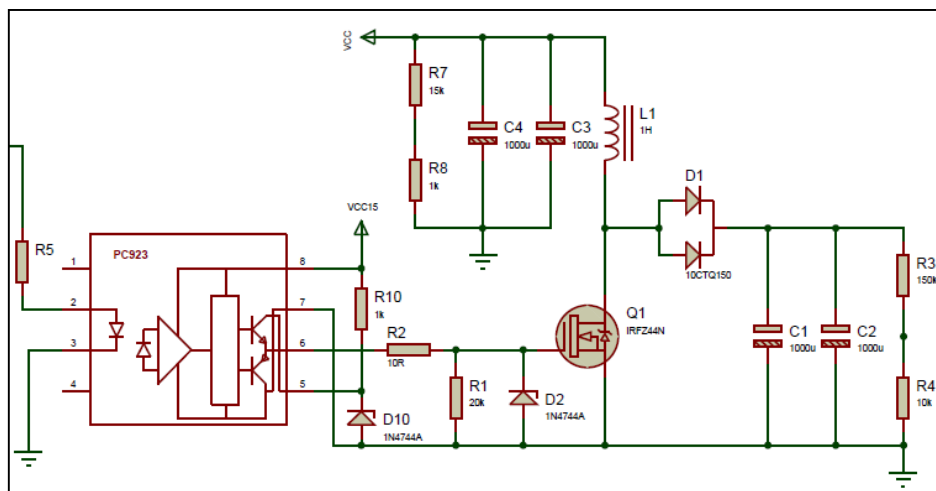 VCC
R7
15k
R8
1k
C4
1000u
C3
1000u
L1
1H
D1
10CTQ150
VCC15
R5
PC923
1
2
3
4
8
7
6
5
R10
1k
R2
10R
R1
20k
D2
1N4744A
D10
1N4744A
Q1
IRFZ44N
C1
1000u
C2
1000u
R3
150k
R4
10k